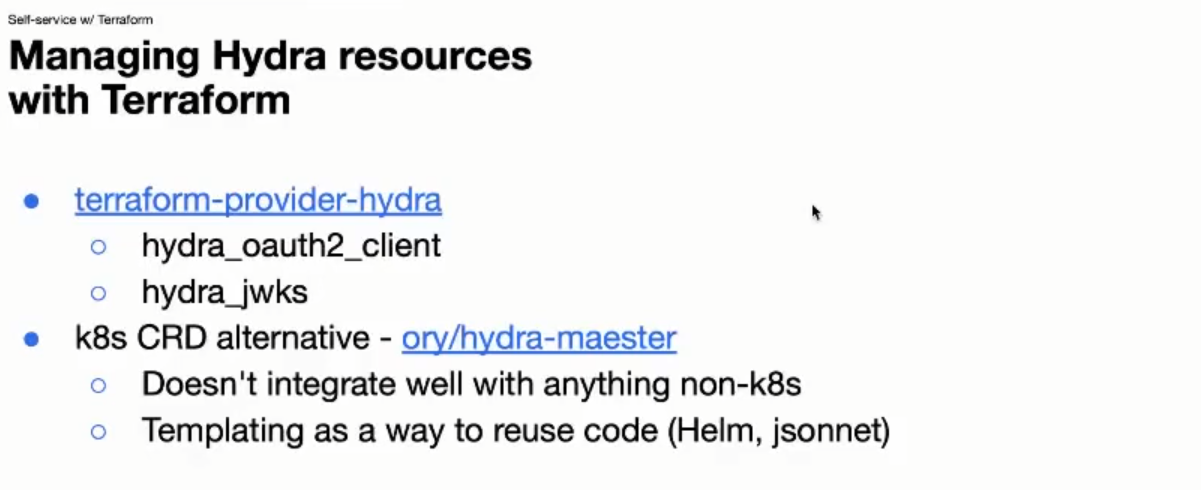 Self-service w/ Terraform
Managing Hydra resources
with Terraform
terraform-provider-hydra
hydra_oauth2_client
hydra_jwks
k8s CRD alternative - ory/hydra-maester
Doesn't integrate well with anything non-k8s
Templating as a way to reuse code (Helm, jsonnet)